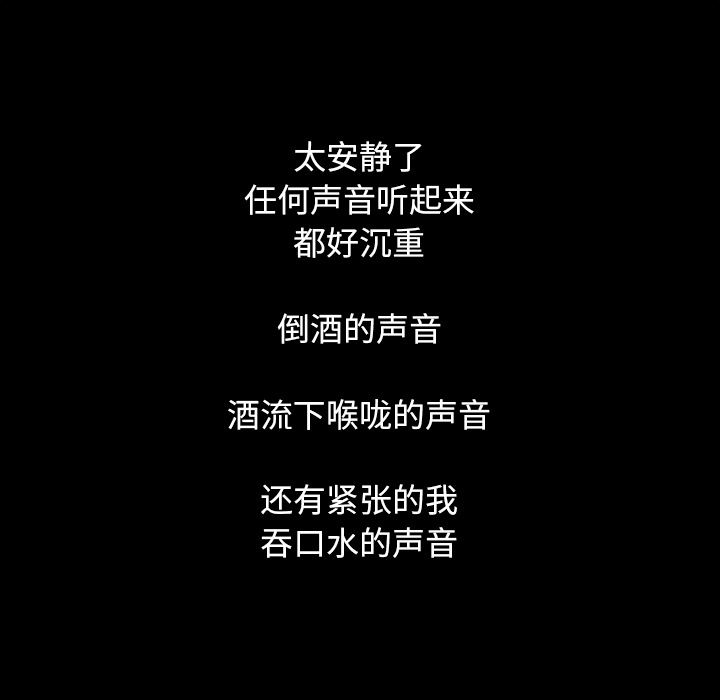 太安静了
任何声音听起来
都好沉重
倒酒的声音
酒流下喉咙的声音
还有紧张的我
吞口水的声音